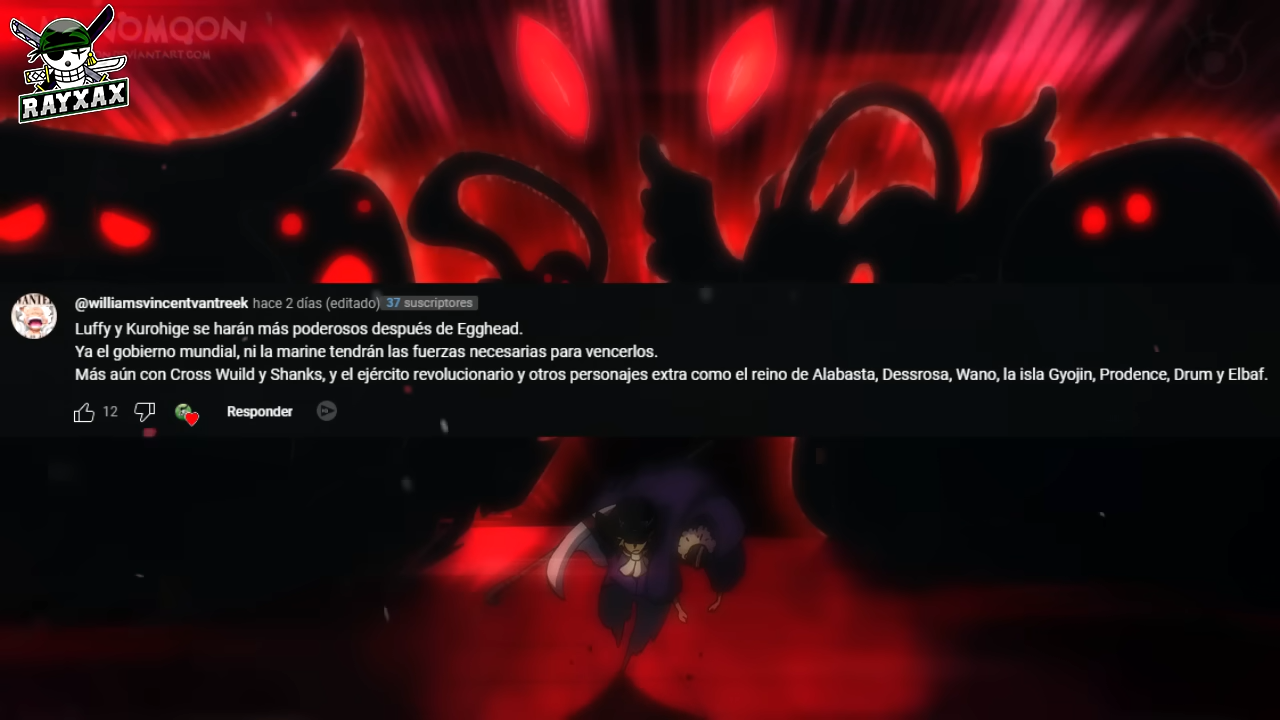 RAYXAX
@williamsvincentvantreek hace 2 días (editado) 37 suscriptores
Luffy y Kurohige se harán más poderosos después de Egghead.
Ya el gobierno mundial, ni la marine tendrán las fuerzas necesarias para vencerlos.
Más aún con Cross Wuild y Shanks, y el ejército revolucionario y otros personajes extra como el reino de Alabasta, Dessrosa, Wano, la isla Gyojin, Prodence, Drum y Elbaf.
12 Responder